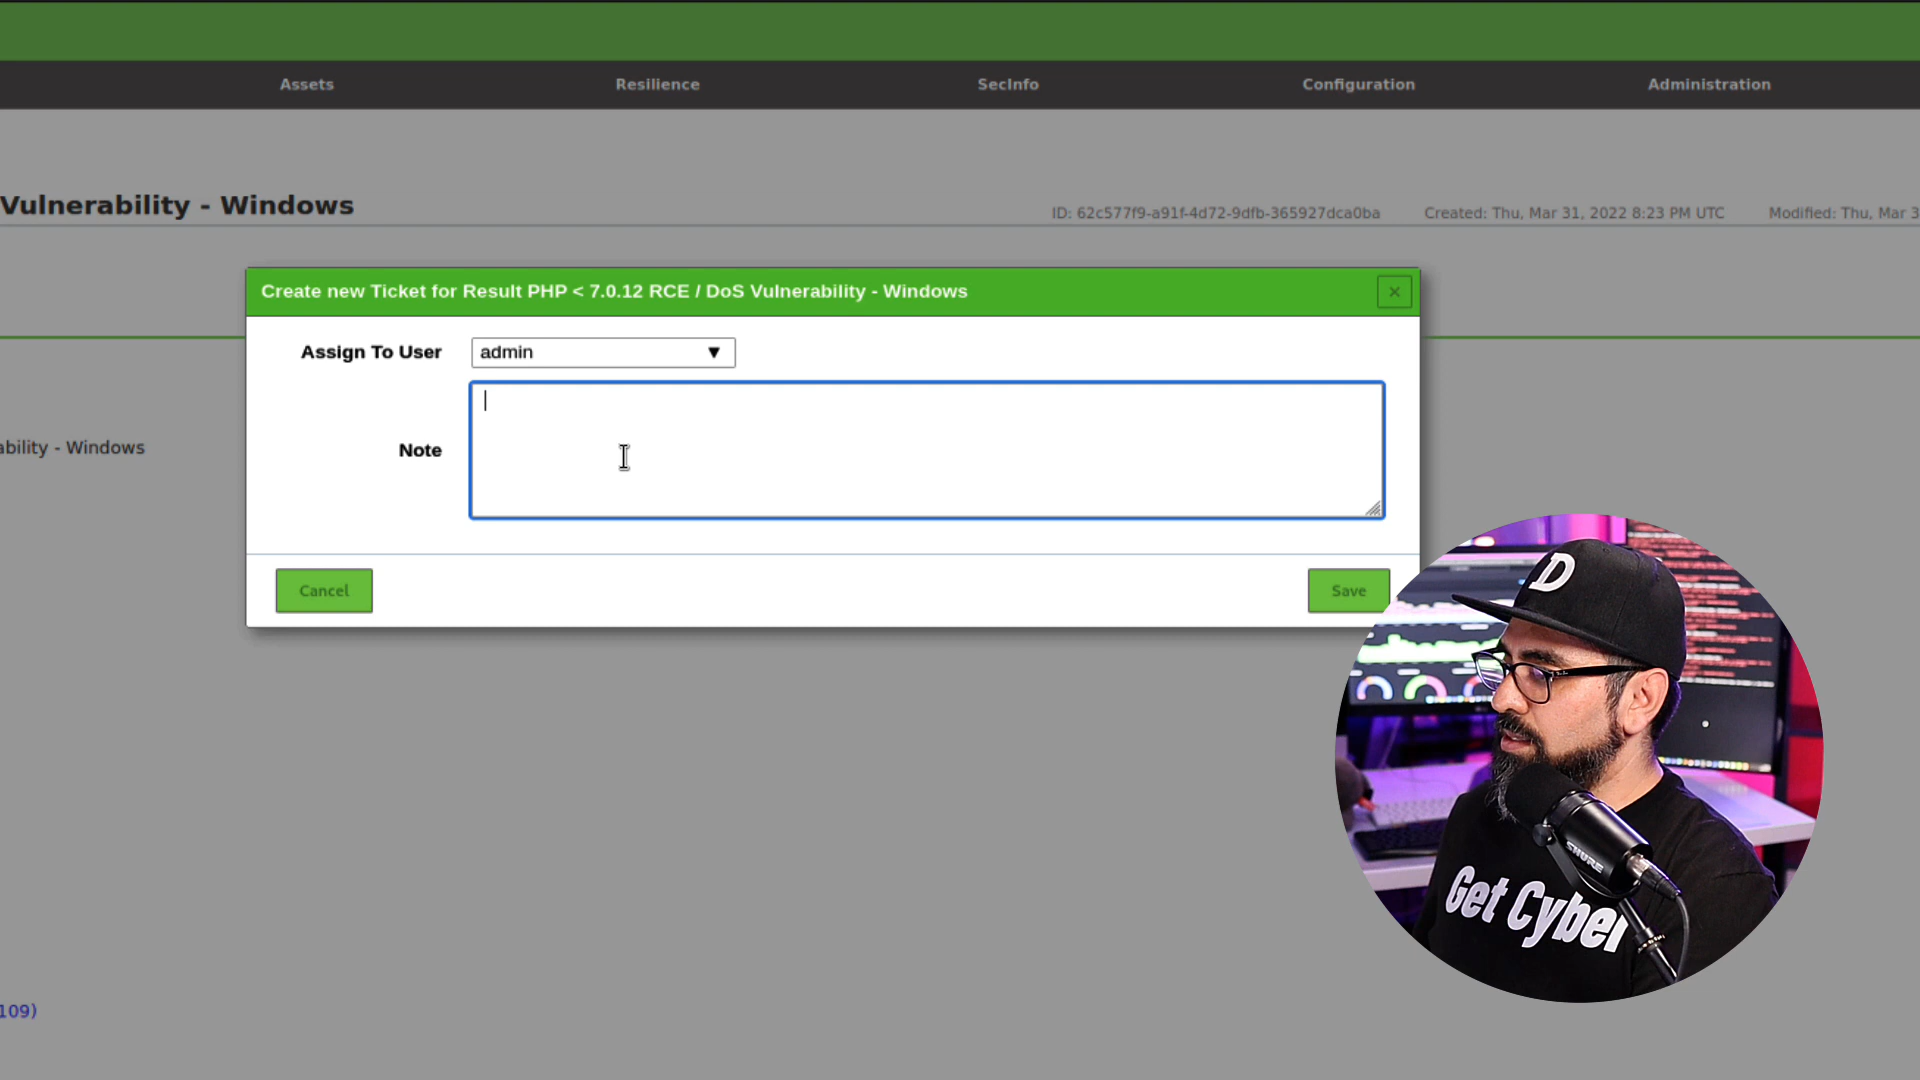 Assets Resilience SecInfo Configuration Administration
Vulnerability - Windows
ID: 62c577f9-a91f-4d72-9dfb-365927dca0ba Created: Thu, Mar 31, 2022 8:23 PM UTC Modified: Thu, Mar 3
Create new Ticket for Result PHP < 7.0.12 RCE / DoS Vulnerability - Windows
Assign To User admin
ability - Windows
Note
Cancel Save
D
SHURE
Get Cyber
109)